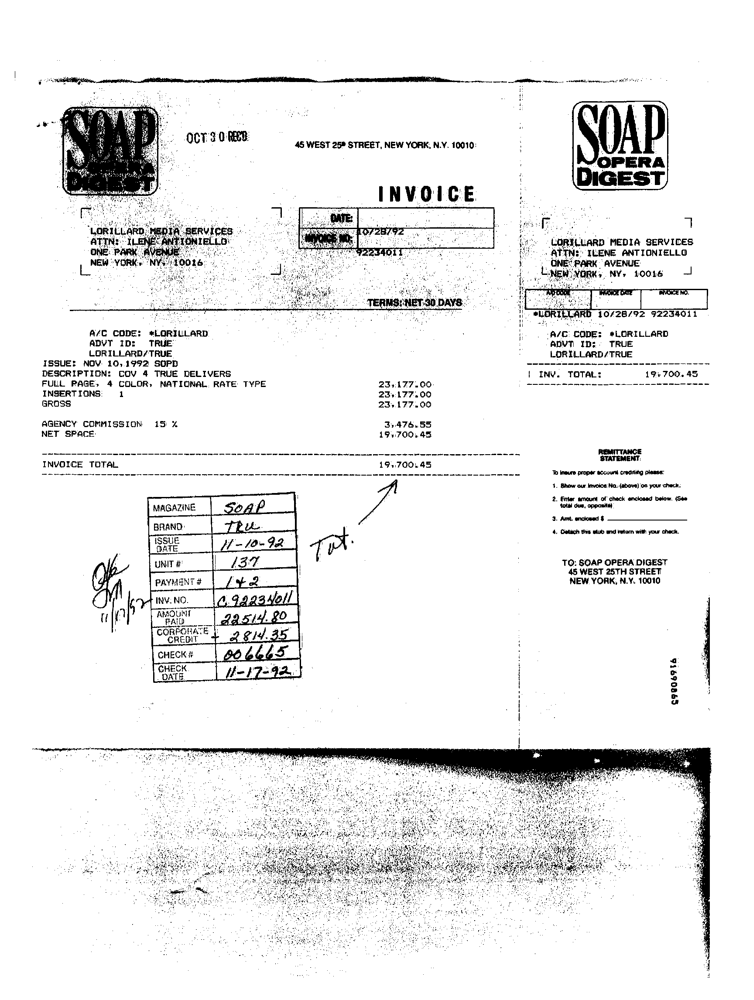 SOAP
OPERA
DIGEST
OCT 30 REC'D
45 WEST 25th STREET, NEW YORK, N.Y. 10010
INVOICE
DATE:
10/28/92
INVOICE NO:
92234011
LORILLARD MEDIA SERVICES
ATTN: ILENE ANTIONIELLO
ONE PARK AVENUE
NEW YORK, NY, 10016
TERMS: NET 30 DAYS
A/C CODE: *LORILLARD
ADVT ID: TRUE
LORILLARD/TRUE
ISSUE: NOV 10,1992 SOPD
DESCRIPTION: COV 4 TRUE DELIVERS
FULL PAGE, 4 COLOR, NATIONAL RATE TYPE 23,177.00
INSERTIONS 1 23,177.00
GROSS 23,177.00
AGENCY COMMISSION 15 % 3,476.55
NET SPACE 19,700.45
INVOICE TOTAL 19,700.45
MAGAZINE SOAP
BRAND TRU
ISSUE DATE 11-10-92
UNIT # 137
PAYMENT # 1+2
INV. NO. C.92234011
AMOUNT PAID 22514.80
CORPORATE CREDIT 2814.35
CHECK # 006665
CHECK DATE 11-17-92
11/17/92
Tut.
SOAP
OPERA
DIGEST
LORILLARD MEDIA SERVICES
ATTN: ILENE ANTIONIELLO
ONE PARK AVENUE
NEW YORK, NY, 10016
A/D CODE INVOICE DATE INVOICE NO.
*LORILLARD 10/28/92 92234011
A/C CODE: *LORILLARD
ADVT ID: TRUE
LORILLARD/TRUE
INV. TOTAL: 19,700.45
REMITTANCE
STATEMENT
To insure proper account crediting please:
1. Show our Invoice No. (above) on your check.
2. Enter amount of check enclosed below. (See
total due, opposite)
3. Amt. enclosed $
4. Detach this stub and return with your check.
TO: SOAP OPERA DIGEST
45 WEST 25TH STREET
NEW YORK, N.Y. 10010
91690865